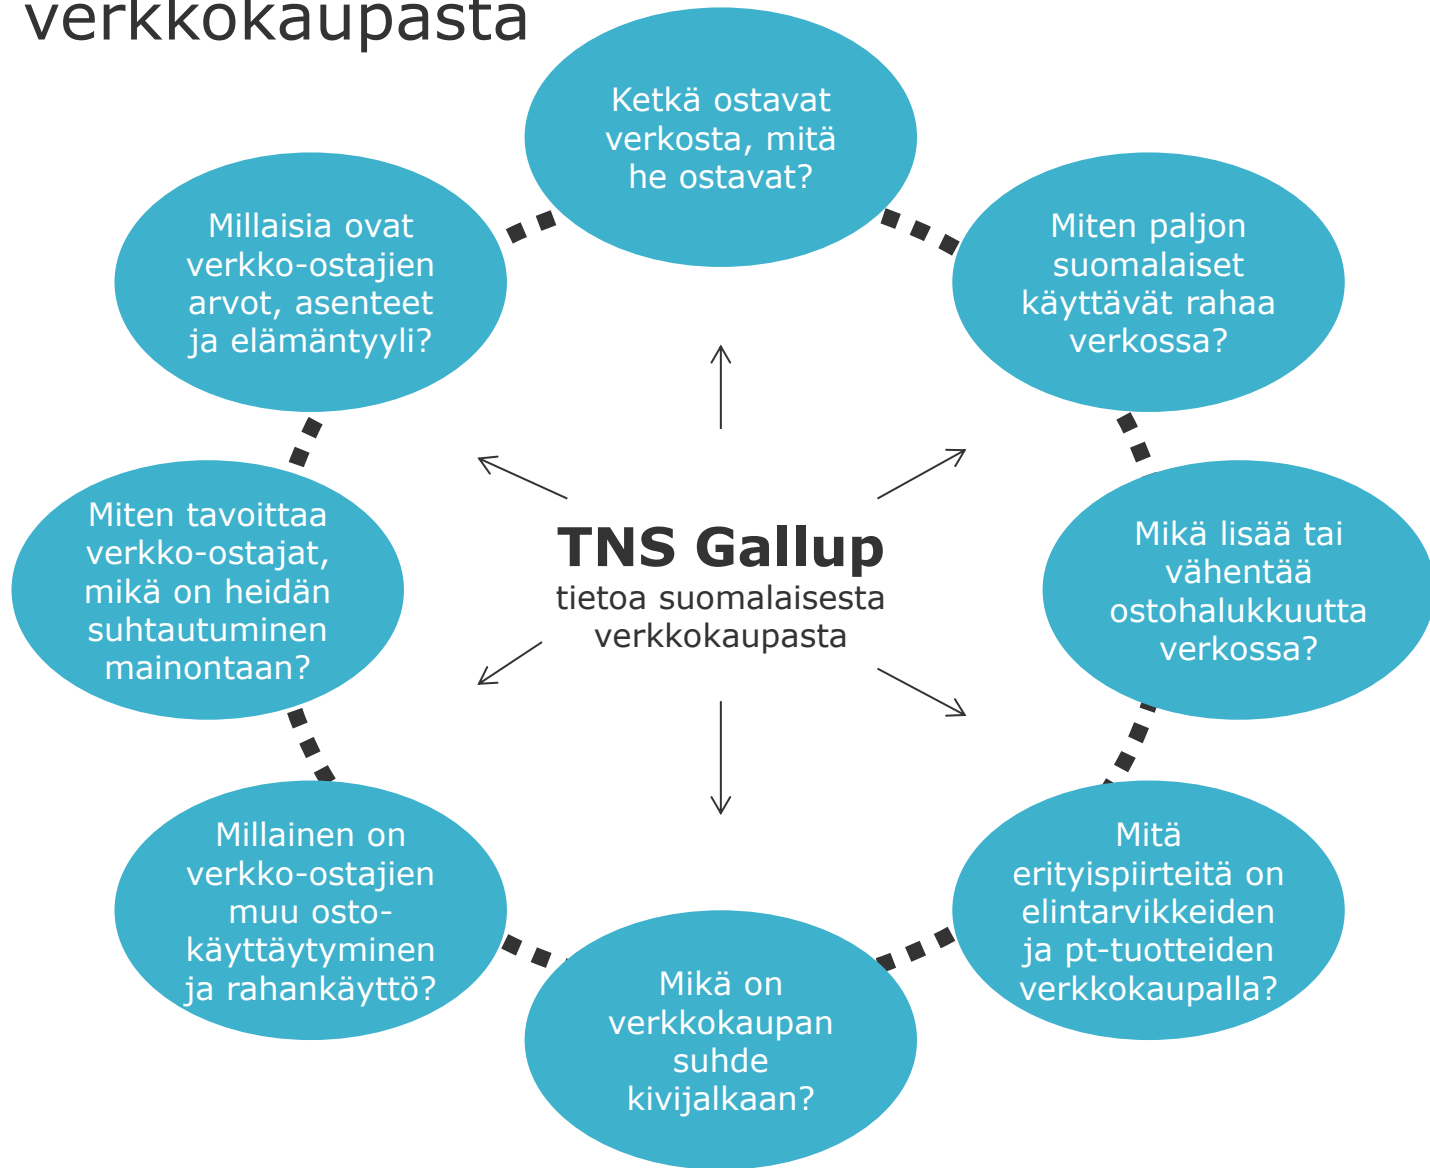 verkkokaupasta
Ketkä ostavat
verkosta, mitä
he ostavat?
Millaisia ovat
verkko-ostajien
arvot, asenteet
ja elämäntyyli?
Miten paljon
suomalaiset
käyttävät rahaa
verkossa?
Miten tavoittaa
verkko-ostajat,
mikä on heidän
suhtautuminen
mainontaan?
TNS Gallup
tietoa suomalaisesta
verkkokaupasta
Mikä lisää tai
vähentää
ostohalukkuutta
verkossa?
Millainen on
verkko-ostajien
muu osto-
käyttäytyminen
ja rahankäyttö?
Mikä on
verkkokaupan
suhde
kivijalkaan?
Mitä
erityispiirteitä on
elintarvikkeiden
ja pt-tuotteiden
verkkokaupalla?